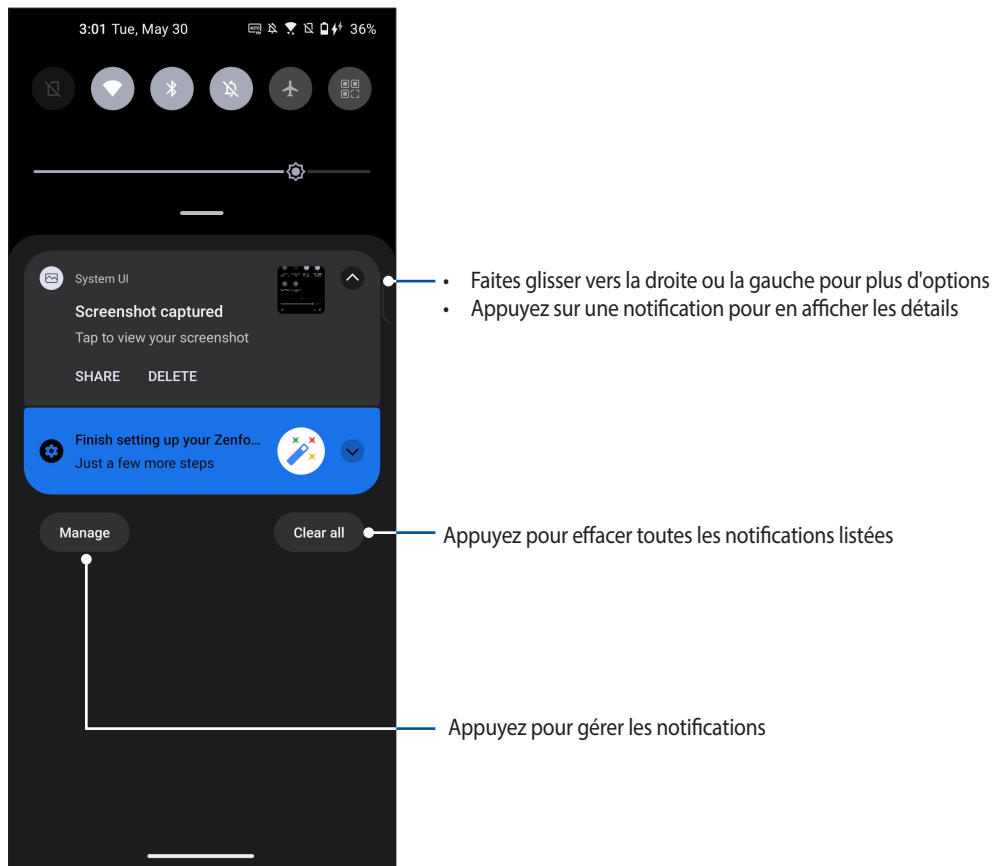 3:01 Tue, May 30 36%
System UI
Screenshot captured
Tap to view your screenshot
SHARE DELETE
• Faites glisser vers la droite ou la gauche pour plus d'options
• Appuyez sur une notification pour en afficher les détails
Finish setting up your Zenfo...
Just a few more steps
Manage Clear all
Appuyez pour effacer toutes les notifications listées
Appuyez pour gérer les notifications